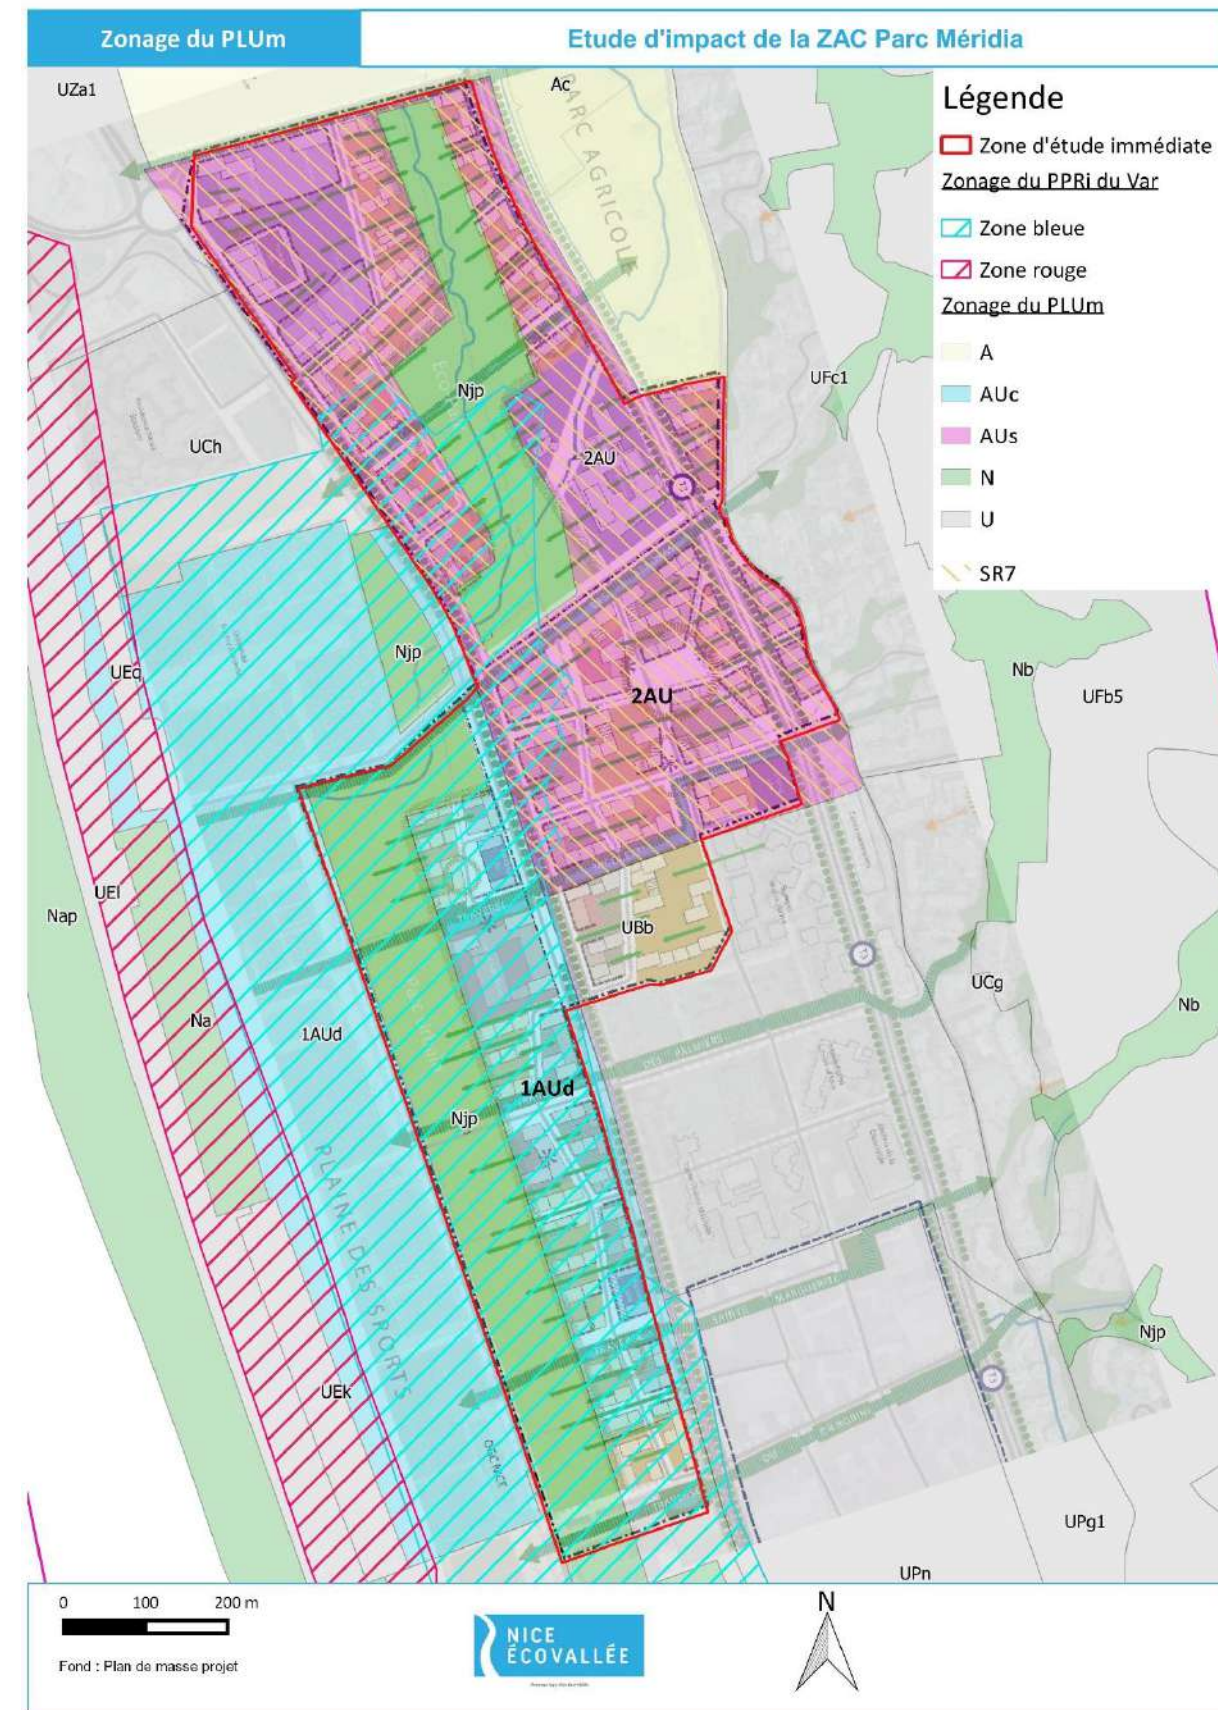 Zonage du PLUm
Etude d'impact de la ZAC Parc Méridia
Légende
Zone d'étude immédiate
Zonage du PPRi du Var
Zone bleue
Zone rouge
Zonage du PLUm
A
AUc
AUs
N
U
SR7
UZa1
Ac
PARC AGRICOLE
UFc1
Njp
UCh
2AU
Njp
UEq
2AU
Nb
UFb5
UEl
Nap
UBb
UCg
Nb
Na
1AUd
1AUd
Njp
PLAINE DES SPORTS
Njp
UEk
OGC NICE
UPg1
UPn
0 100 200 m
Fond : Plan de masse projet
NICE
ÉCOVALLÉE
N